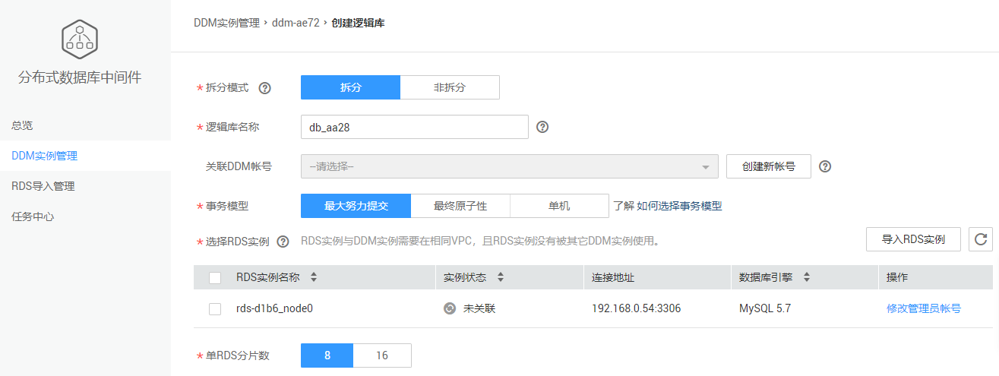 DDM实例管理 › ddm-ae72 › 创建逻辑库
分布式数据库中间件
总览
DDM实例管理
RDS导入管理
任务中心
* 拆分模式 ? 拆分 非拆分
* 逻辑库名称 db_aa28 ?
关联DDM帐号 --请选择-- 创建新帐号 ?
* 事务模型 最大努力提交 最终原子性 单机 了解 如何选择事务模型
* 选择RDS实例 ? RDS实例与DDM实例需要在相同VPC，且RDS实例没有被其它DDM实例使用。 导入RDS实例
RDS实例名称 实例状态 连接地址 数据库引擎 操作
rds-d1b6_node0 未关联 192.168.0.54:3306 MySQL 5.7 修改管理员帐号
* 单RDS分片数 8 16